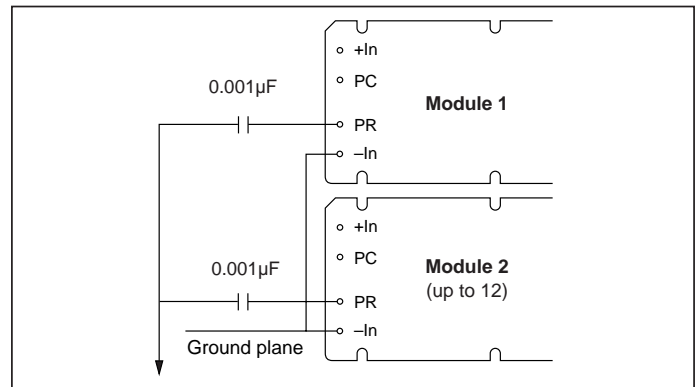 +In
PC
0.001µF
Module 1
PR
–In
+In
PC
0.001µF
Module 2
(up to 12)
PR
–In
Ground plane